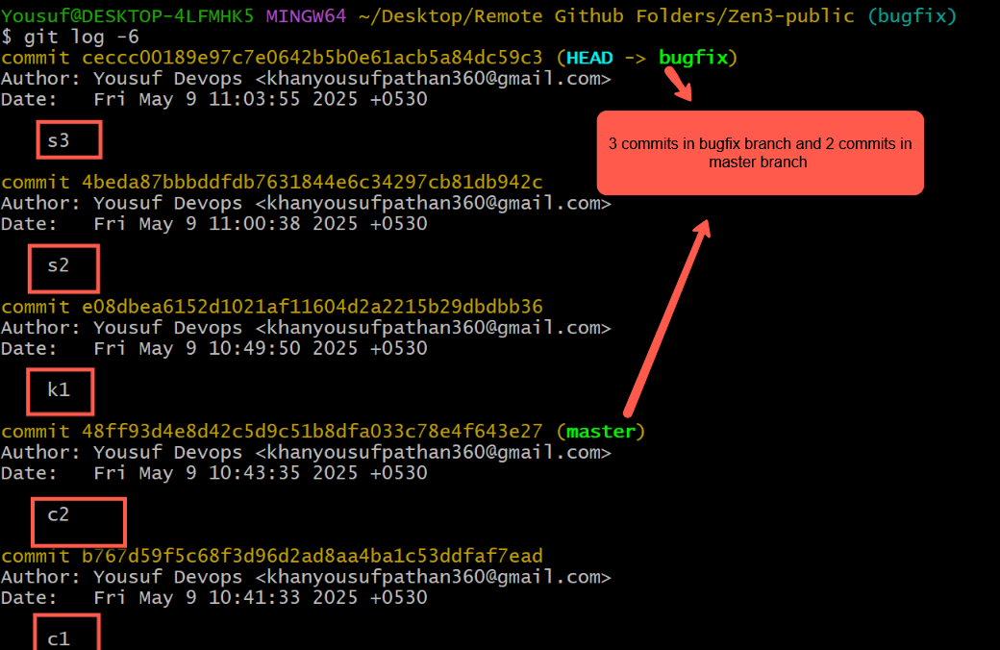 Yousuf@DESKTOP-4LFMHK5 MINGW64 ~/Desktop/Remote Github Folders/Zen3-public (bugfix)
$ git log -6
commit ceccc00189e97c7e0642b5b0e61acb5a84dc59c3 (HEAD -> bugfix)
Author: Yousuf Devops <khanyousufpathan360@gmail.com>
Date:   Fri May 9 11:03:55 2025 +0530
s3
3 commits in bugfix branch and 2 commits in
master branch
commit 4beda87bbbddfdb7631844e6c34297cb81db942c
Author: Yousuf Devops <khanyousufpathan360@gmail.com>
Date:   Fri May 9 11:00:38 2025 +0530
s2
commit e08dbea6152d1021af11604d2a2215b29dbdbb36
Author: Yousuf Devops <khanyousufpathan360@gmail.com>
Date:   Fri May 9 10:49:50 2025 +0530
k1
commit 48ff93d4e8d42c5d9c51b8dfa033c78e4f643e27 (master)
Author: Yousuf Devops <khanyousufpathan360@gmail.com>
Date:   Fri May 9 10:43:35 2025 +0530
c2
commit b767d59f5c68f3d96d2ad8aa4ba1c53ddfaf7ead
Author: Yousuf Devops <khanyousufpathan360@gmail.com>
Date:   Fri May 9 10:41:33 2025 +0530
c1